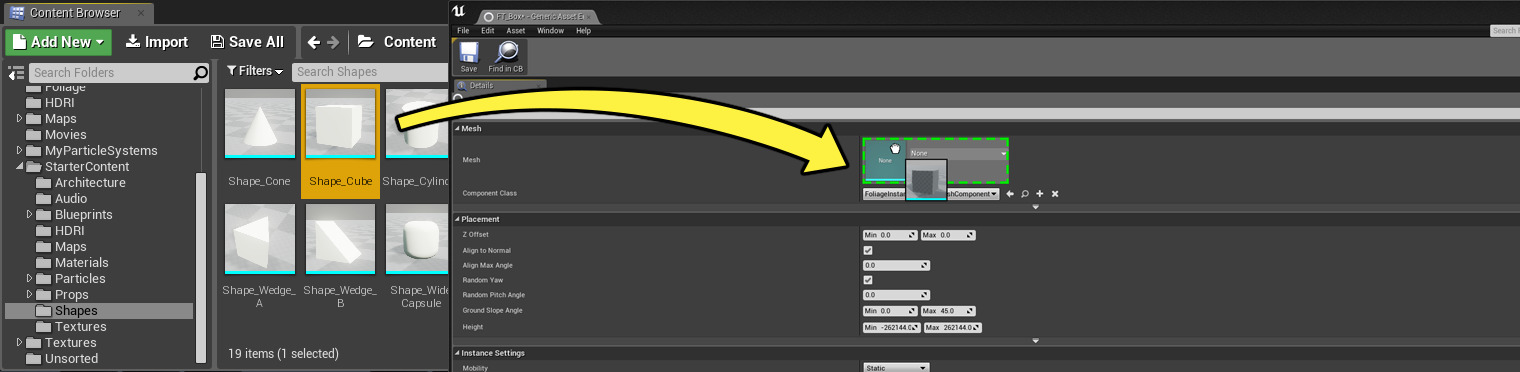 Content Browser
Add New
Import
Save All
Content
Search Folders
Foliage
HDRI
Maps
Movies
MyParticleSystems
StarterContent
Architecture
Audio
Blueprints
HDRI
Maps
Materials
Particles
Props
Shapes
Textures
Textures
Unsorted
Filters
Search Shapes
Shape_Cone
Shape_Cube
Shape_Cylin
Shape_Wedge_
A
Shape_Wedge_
B
Shape_Wide
Capsule
19 items (1 selected)
FT_Box* - Generic Asset E
File Edit Asset Window Help
Search F
Save
Find in CB
Details
Mesh
Mesh
None
None
Component Class
FoliageInstan
shComponent
Placement
Z Offset
Min 0.0
Max 0.0
Align to Normal
Align Max Angle
0.0
Random Yaw
Random Pitch Angle
0.0
Ground Slope Angle
Min 0.0
Max 45.0
Height
Min -262144.0
Max 262144.0
Instance Settings
Mobility
Static